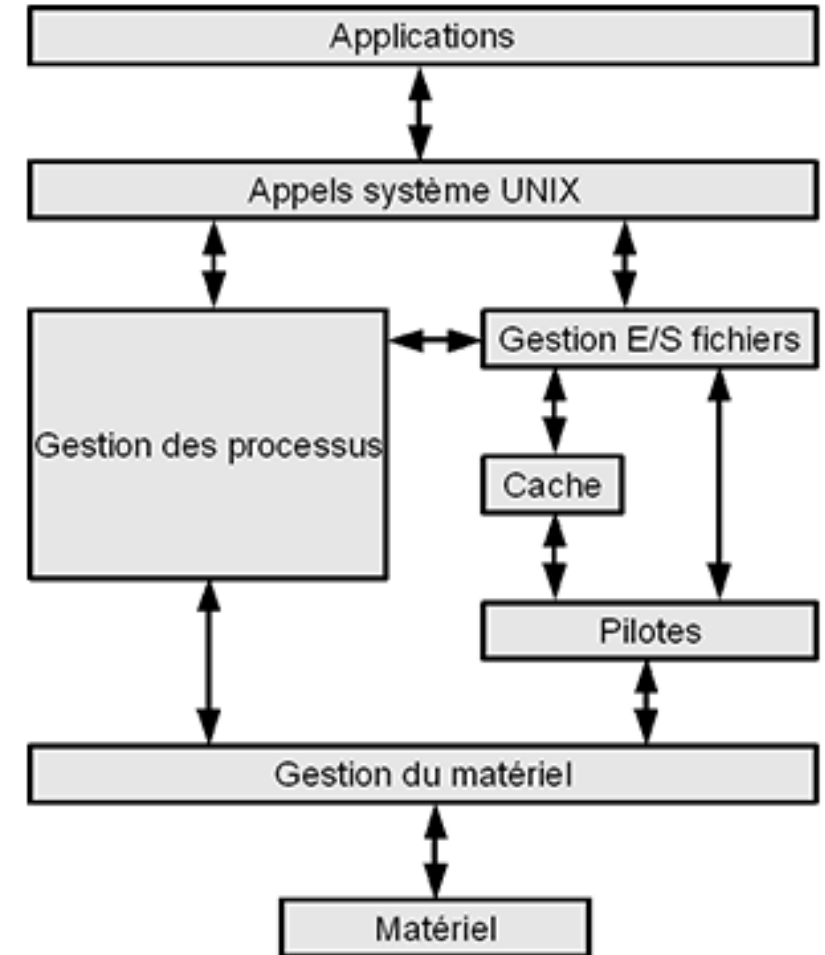 Applications
Appels système UNIX
Gestion E/S fichiers
Gestion des processus
Cache
Pilotes
Gestion du matériel
Matériel